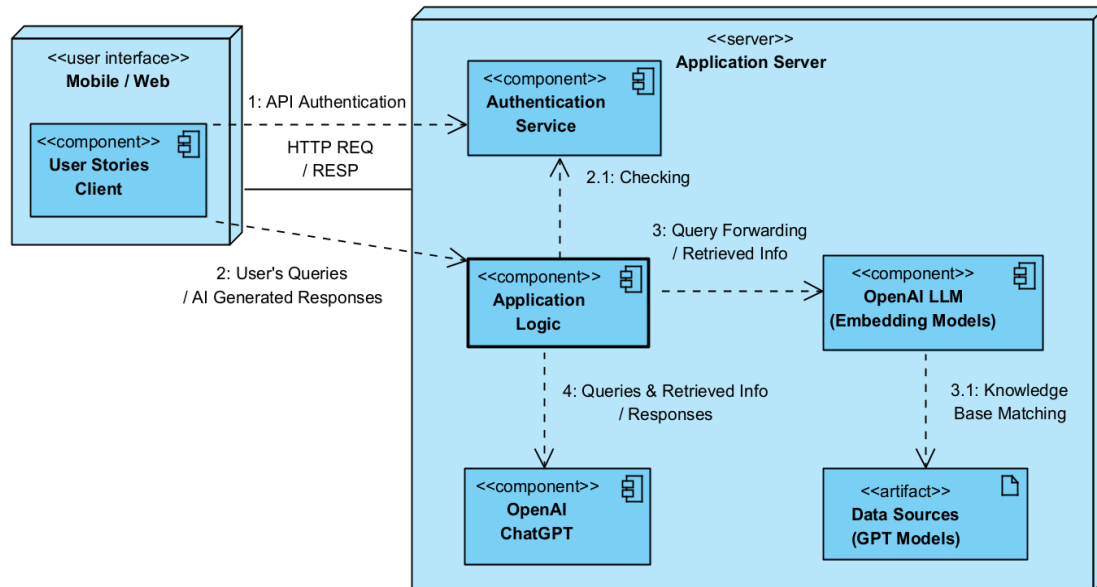 <<user interface>>
Mobile / Web
<<component>>
User Stories
Client
1: API Authentication
HTTP REQ
/ RESP
2: User's Queries
/ AI Generated Responses
<<server>>
Application Server
<<component>>
Authentication
Service
2.1: Checking
<<component>>
Application
Logic
3: Query Forwarding
/ Retrieved Info
<<component>>
OpenAI LLM
(Embedding Models)
4: Queries & Retrieved Info
/ Responses
3.1: Knowledge
Base Matching
<<component>>
OpenAI
ChatGPT
<<artifact>>
Data Sources
(GPT Models)